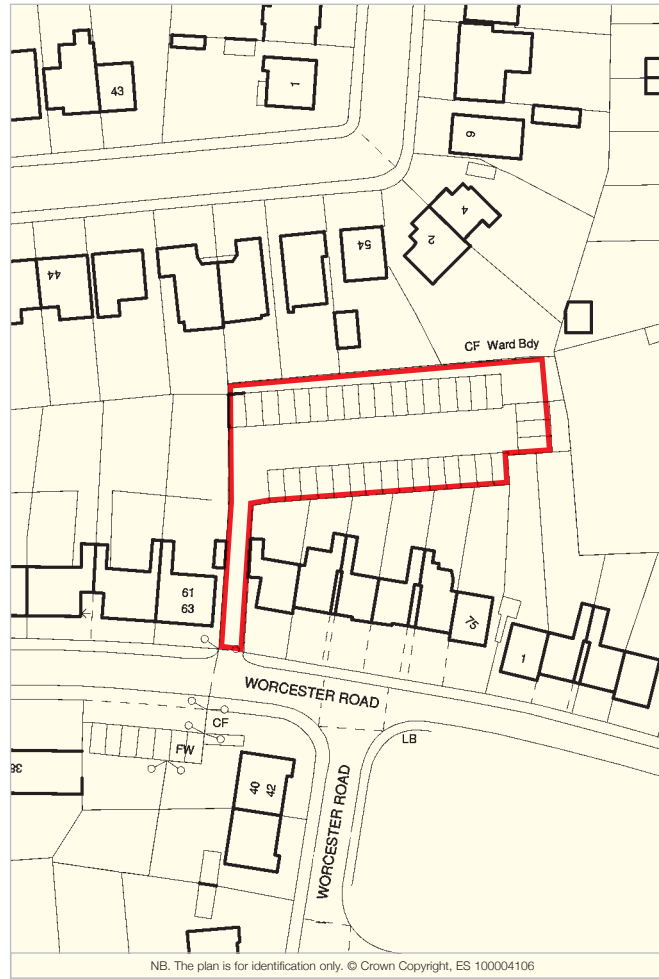 43
1
9
4
2
54
44
CF Ward Bdy
61
63
75
1
WORCESTER ROAD
CF
LB
FW
38
40
42
WORCESTER ROAD
NB. The plan is for identification only. © Crown Copyright, ES 100004106